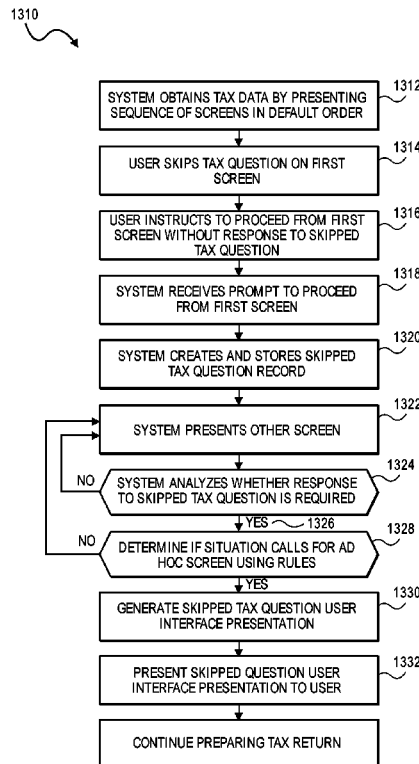 1310
1312
SYSTEM OBTAINS TAX DATA BY PRESENTING
SEQUENCE OF SCREENS IN DEFAULT ORDER
1314
USER SKIPS TAX QUESTION ON FIRST
SCREEN
1316
USER INSTRUCTS TO PROCEED FROM FIRST
SCREEN WITHOUT RESPONSE TO SKIPPED
TAX QUESTION
1318
SYSTEM RECEIVES PROMPT TO PROCEED
FROM FIRST SCREEN
1320
SYSTEM CREATES AND STORES SKIPPED
TAX QUESTION RECORD
1322
SYSTEM PRESENTS OTHER SCREEN
1324
NO
SYSTEM ANALYZES WHETHER RESPONSE
TO SKIPPED TAX QUESTION IS REQUIRED
YES
1326
1328
NO
DETERMINE IF SITUATION CALLS FOR AD
HOC SCREEN USING RULES
YES
1330
GENERATE SKIPPED TAX QUESTION USER
INTERFACE PRESENTATION
1332
PRESENT SKIPPED QUESTION USER
INTERFACE PRESENTATION TO USER
CONTINUE PREPARING TAX RETURN